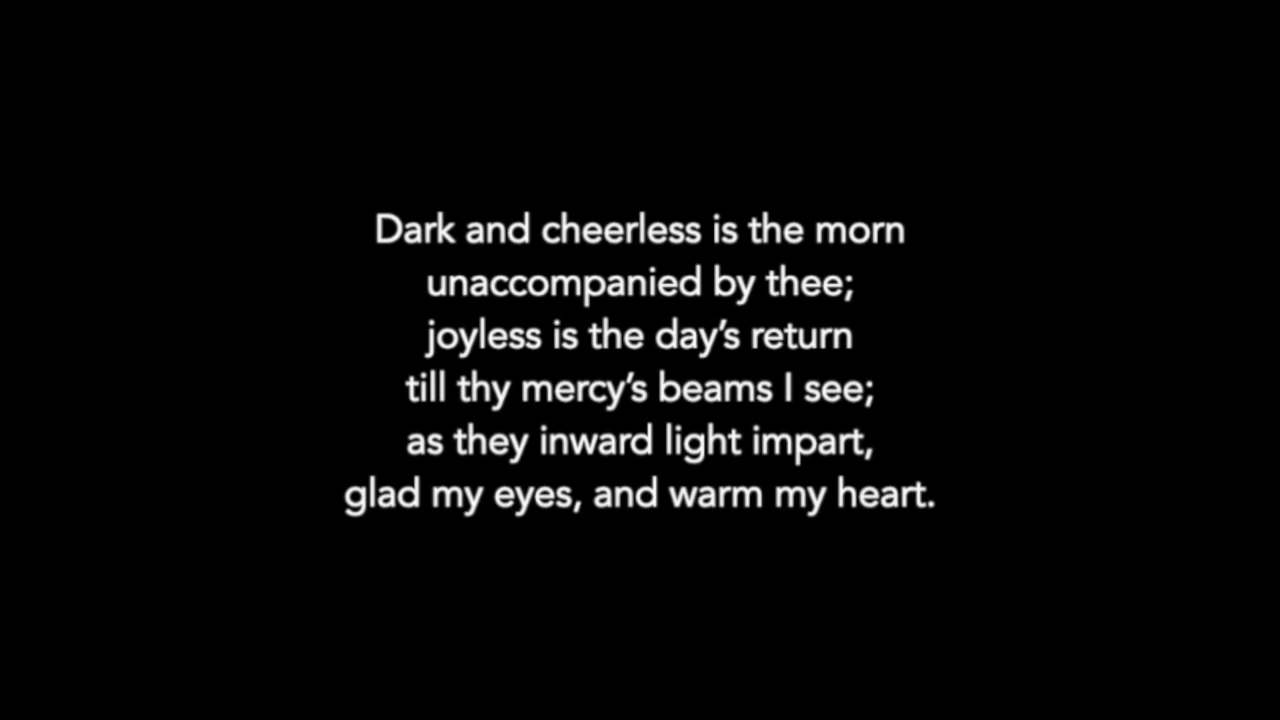 Dark and cheerless is the morn
unaccompanied by thee;
joyless is the day’s return
till thy mercy’s beams I see;
as they inward light impart,
glad my eyes, and warm my heart.